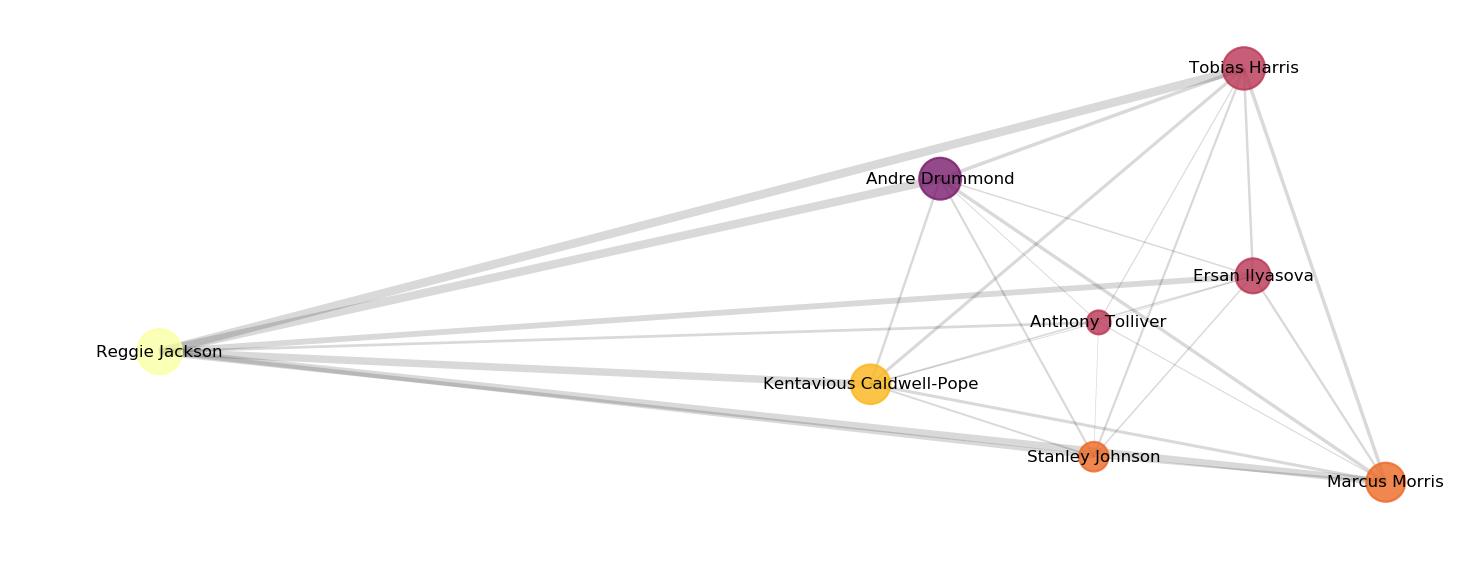 Tobias Harris
Andre Drummond
Ersan Ilyasova
Anthony Tolliver
Reggie Jackson
Kentavious Caldwell-Pope
Stanley Johnson
Marcus Morris